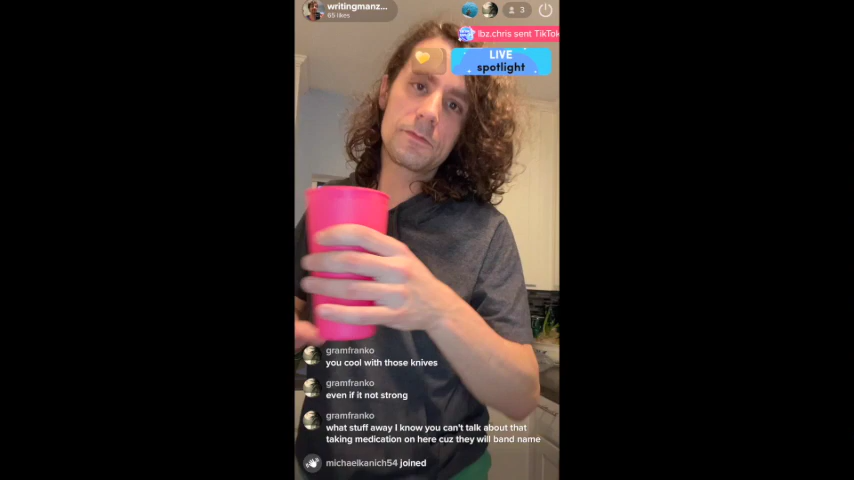 writingmanz...
65 likes
3
lbz.chris sent TikTok
LIVE
spotlight
gramfranko
you cool with those knives
gramfranko
even if it not strong
gramfranko
what stuff away I know you can't talk about that
taking medication on here cuz they will band name
michaelkanich54 joined